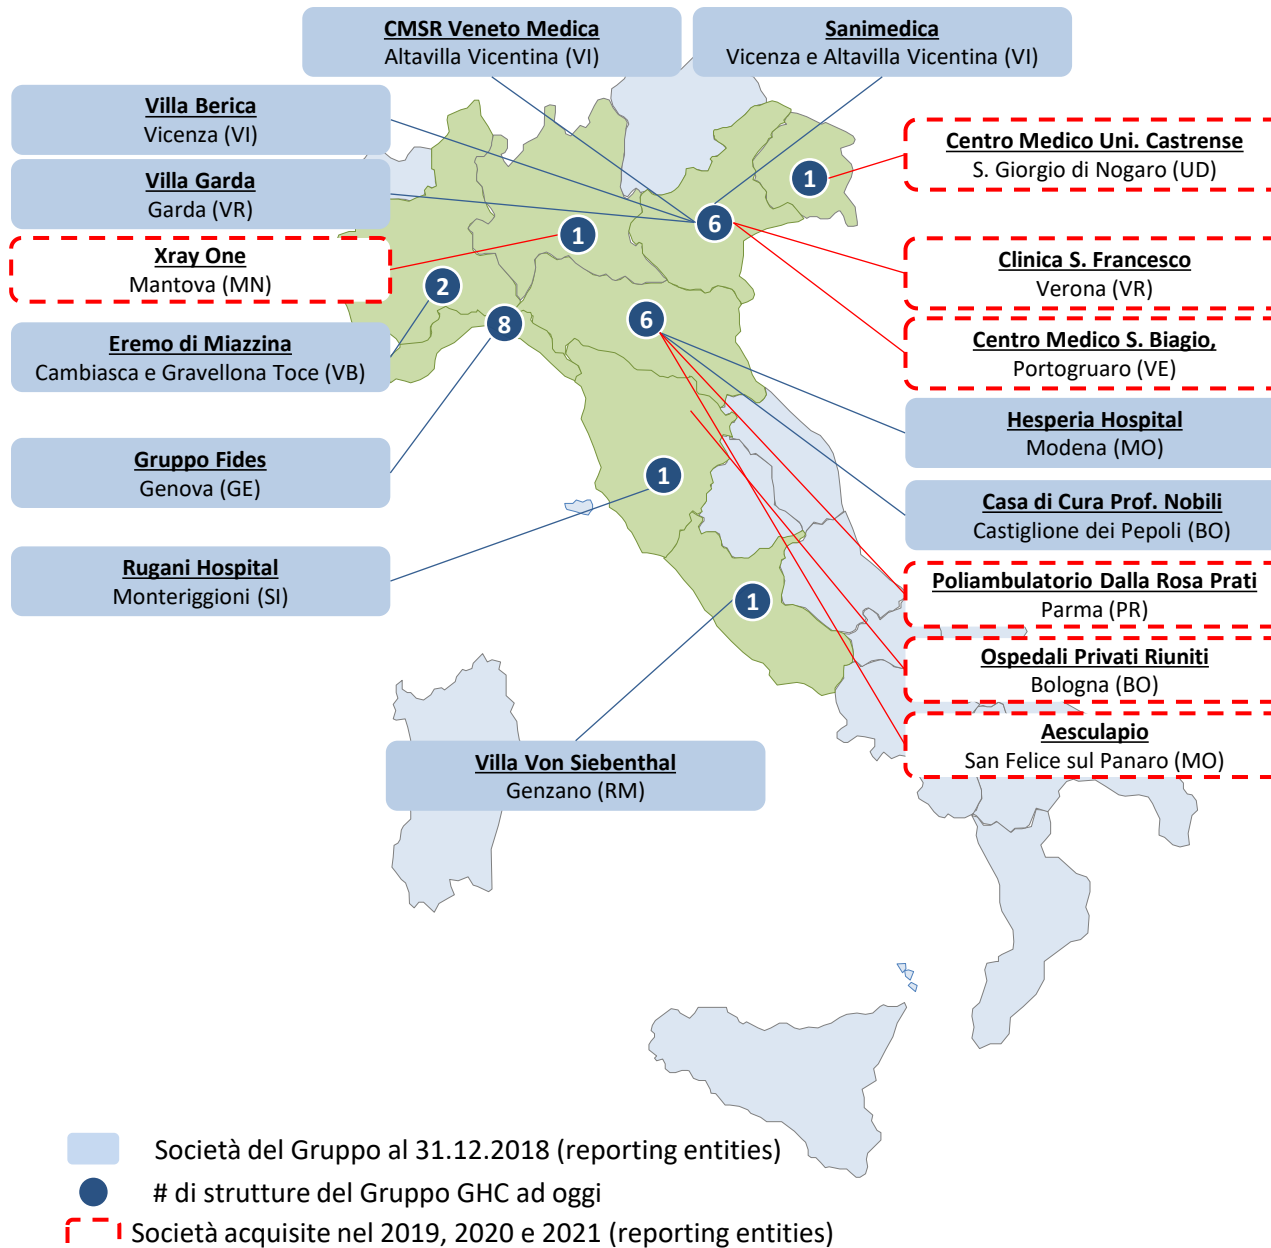 CMSR Veneto Medica
Altavilla Vicentina (VI)
Sanimedica
Vicenza e Altavilla Vicentina (VI)
Villa Berica
Vicenza (VI)
Villa Garda
Garda (VR)
Xray One
Mantova (MN)
Eremo di Miazzina
Cambiasca e Gravellona Toce (VB)
Gruppo Fides
Genova (GE)
Rugani Hospital
Monteriggioni (SI)
Villa Von Siebenthal
Genzano (RM)
Centro Medico Uni. Castrense
S. Giorgio di Nogaro (UD)
Clinica S. Francesco
Verona (VR)
Centro Medico S. Biagio,
Portogruaro (VE)
Hesperia Hospital
Modena (MO)
Casa di Cura Prof. Nobili
Castiglione dei Pepoli (BO)
Poliambulatorio Dalla Rosa Prati
Parma (PR)
Ospedali Privati Riuniti
Bologna (BO)
Aesculapio
San Felice sul Panaro (MO)
1
6
1
2
8
6
1
1
Società del Gruppo al 31.12.2018 (reporting entities)
# di strutture del Gruppo GHC ad oggi
Società acquisite nel 2019, 2020 e 2021 (reporting entities)